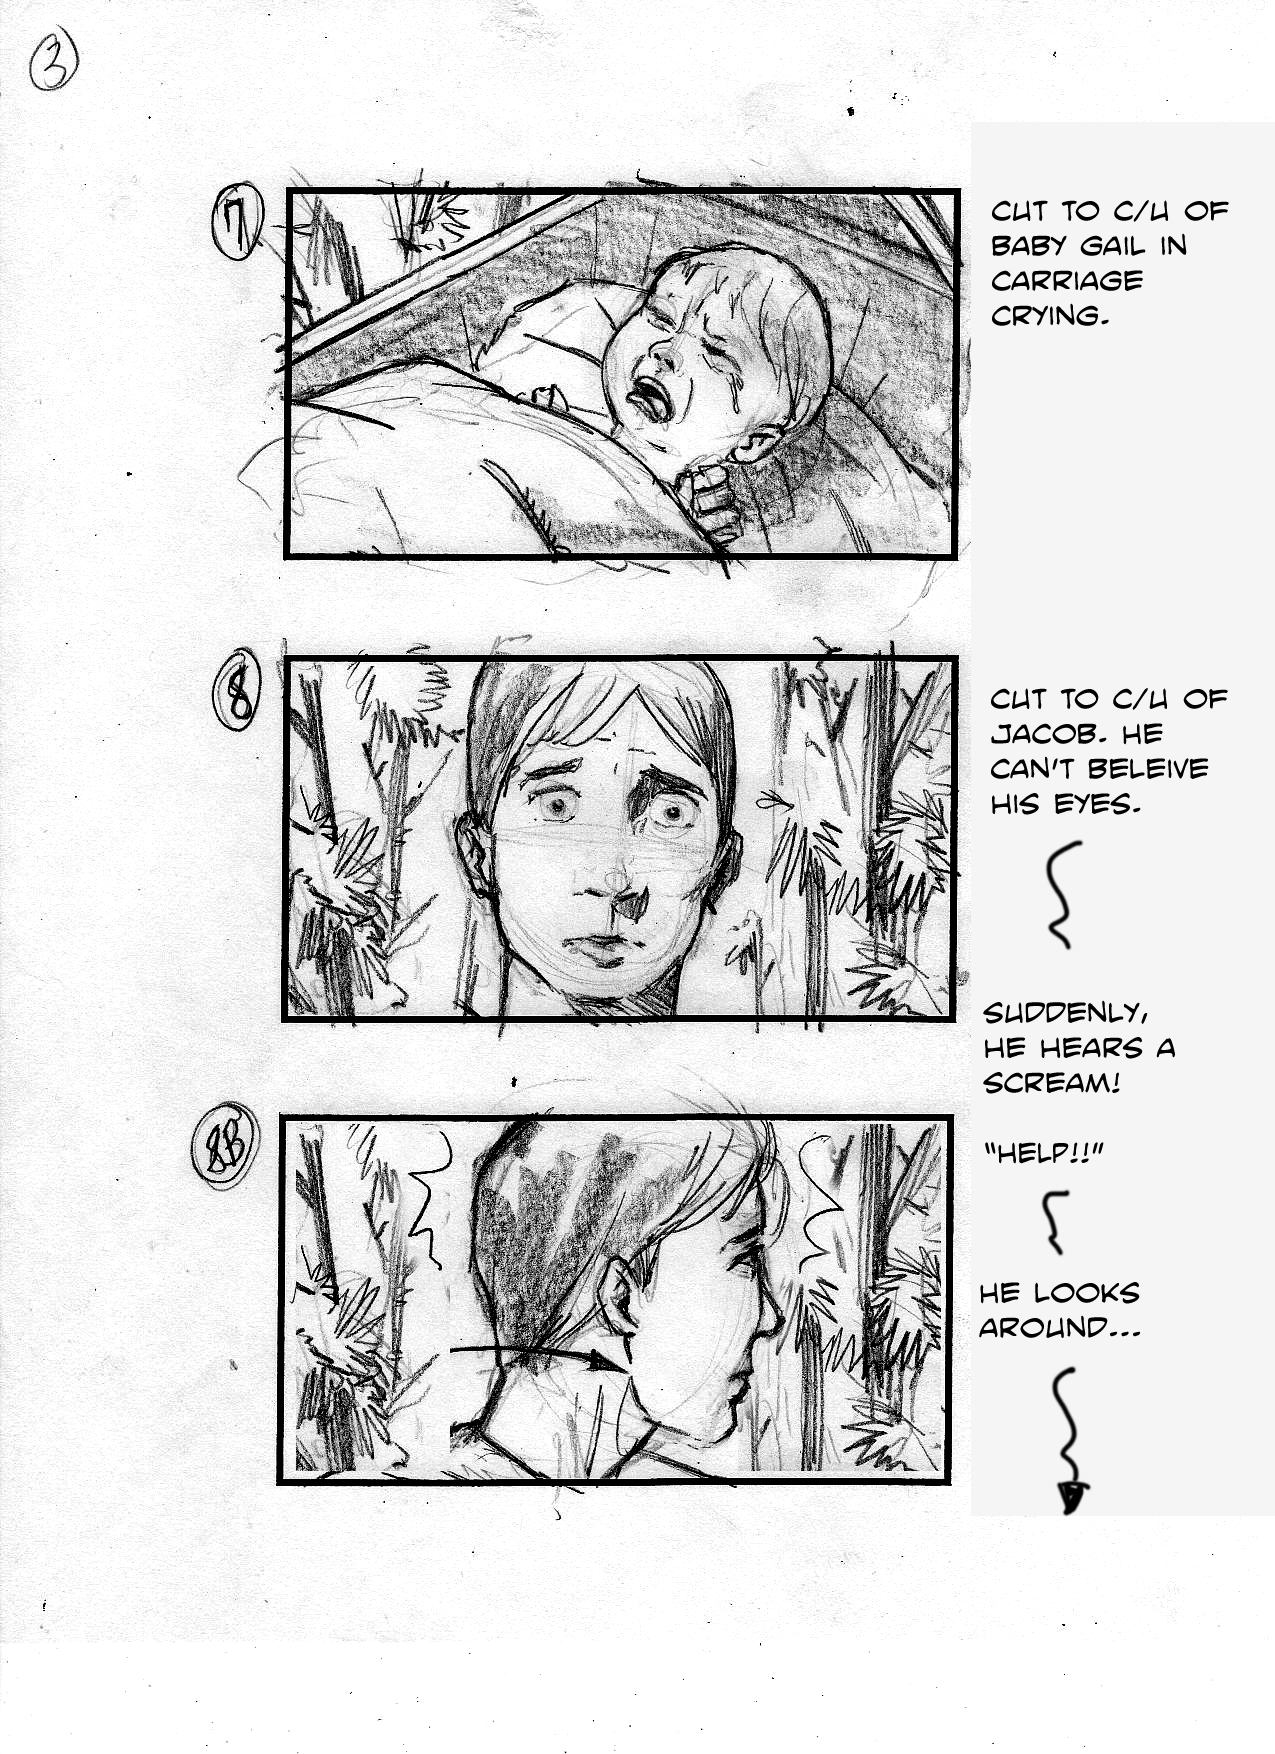 3
7
CUT TO C/U OF
BABY GAIL IN
CARRIAGE
CRYING.
8
CUT TO C/U OF
JACOB. HE
CAN'T BELEIVE
HIS EYES.
SUDDENLY,
HE HEARS A
SCREAM!
8B
"HELP!!"
HE LOOKS
AROUND...